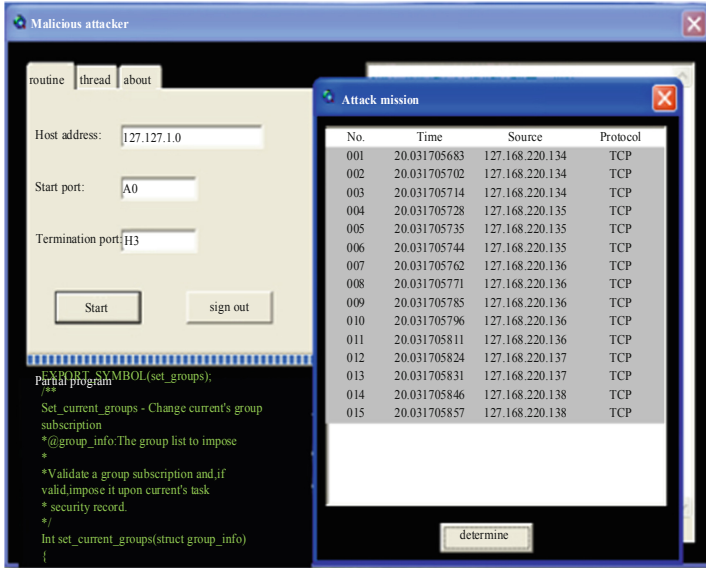 Malicious attacker
routine thread about
Host address: 127.127.1.0
Start port: A0
Termination port: H3
Start sign out
Partial program
EXPORT_SYMBOL(set_groups);
/**
Set_current_groups - Change current's group
subscription
*@group_info:The group list to impose
*
*Validate a group subscription and,if
valid,impose it upon current's task
* security record.
*/
Int set_current_groups(struct group_info)
{
Attack mission
No. Time Source Protocol
001 20.031705683 127.168.220.134 TCP
002 20.031705702 127.168.220.134 TCP
003 20.031705714 127.168.220.134 TCP
004 20.031705728 127.168.220.135 TCP
005 20.031705735 127.168.220.135 TCP
006 20.031705744 127.168.220.135 TCP
007 20.031705762 127.168.220.136 TCP
008 20.031705771 127.168.220.136 TCP
009 20.031705785 127.168.220.136 TCP
010 20.031705796 127.168.220.136 TCP
011 20.031705811 127.168.220.136 TCP
012 20.031705824 127.168.220.137 TCP
013 20.031705831 127.168.220.137 TCP
014 20.031705846 127.168.220.138 TCP
015 20.031705857 127.168.220.138 TCP
determine